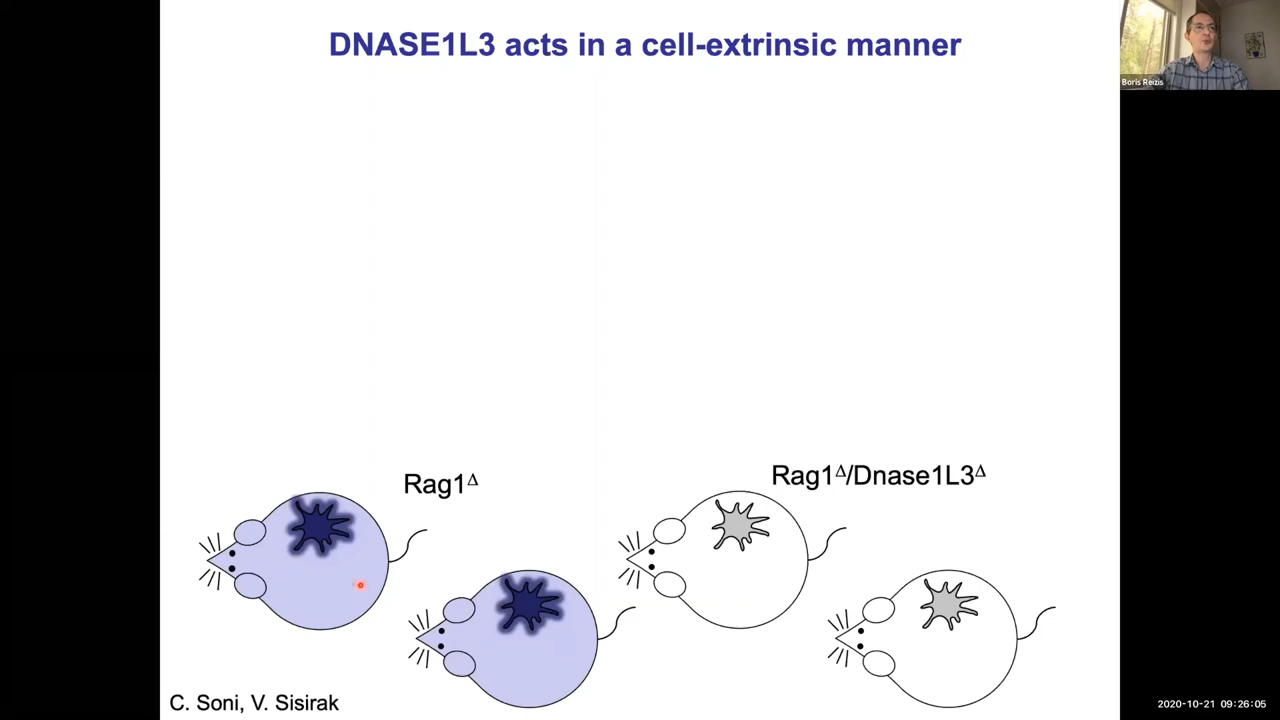 DNASE1L3 acts in a cell-extrinsic manner
Boris Reizis
Rag1Δ
Rag1Δ/Dnase1L3Δ
C. Soni, V. Sisirak
2020-10-21 09:26:05